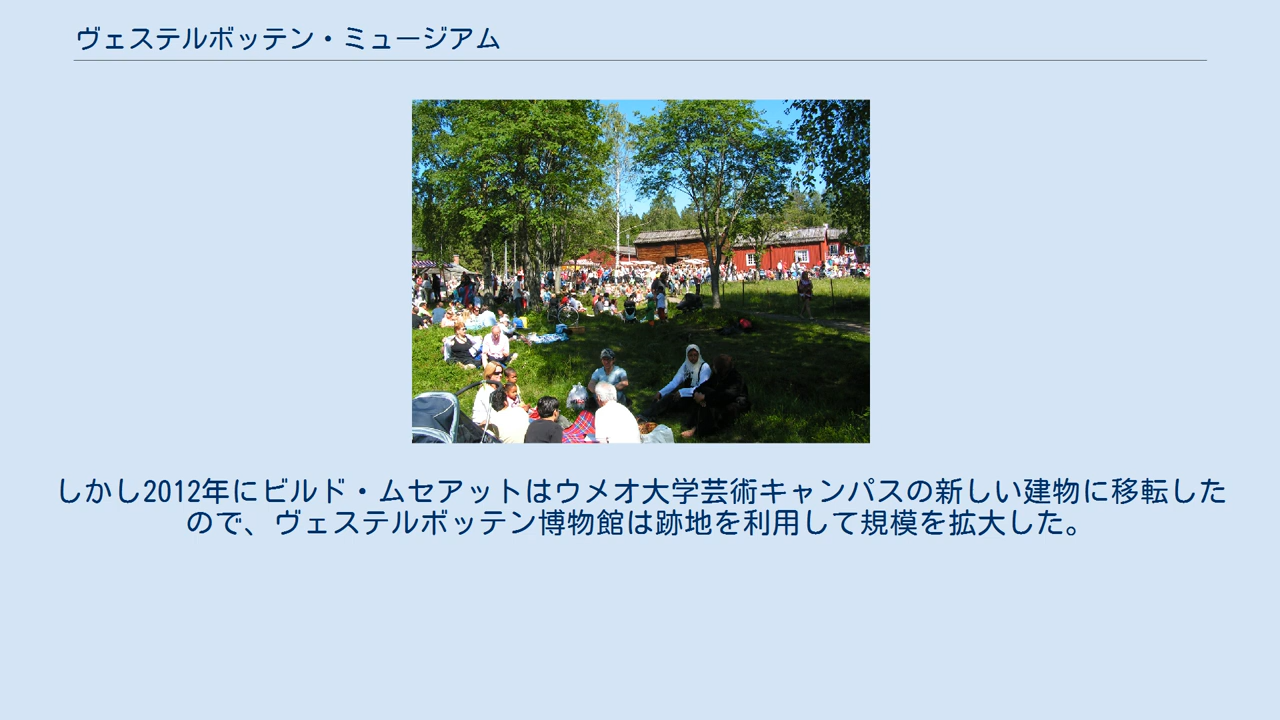 ヴェステルボッテン・ミュージアム
しかし2012年にビルド・ムセアットはウメオ大学芸術キャンパスの新しい建物に移転した
ので、ヴェステルボッテン博物館は跡地を利用して規模を拡大した。